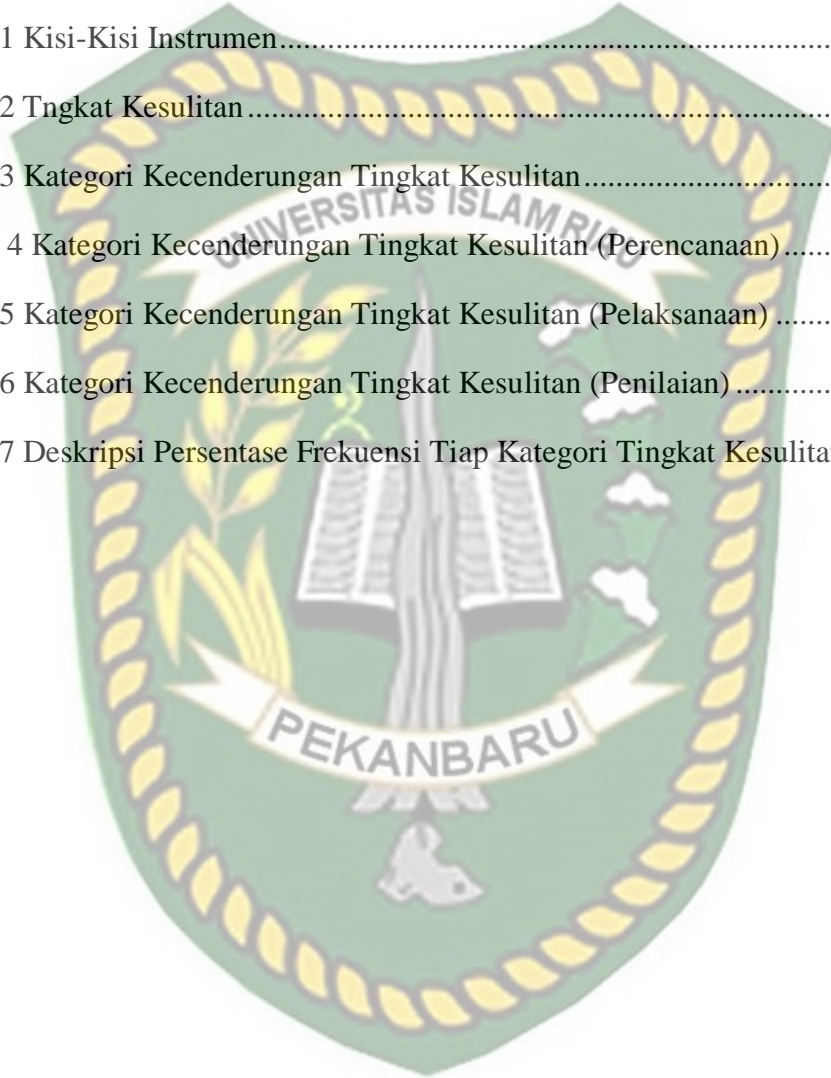 1 Kisi-Kisi Instrumen.......................................................................
2 Tngkat Kesulitan...........................................................................
3 Kategori Kecenderungan Tingkat Kesulitan................................
UNIVERSITAS ISLAM RIAU
4 Kategori Kecenderungan Tingkat Kesulitan (Perencanaan)......
5 Kategori Kecenderungan Tingkat Kesulitan (Pelaksanaan) .......
6 Kategori Kecenderungan Tingkat Kesulitan (Penilaian)............
7 Deskripsi Persentase Frekuensi Tiap Kategori Tingkat Kesulita
PEKANBARU